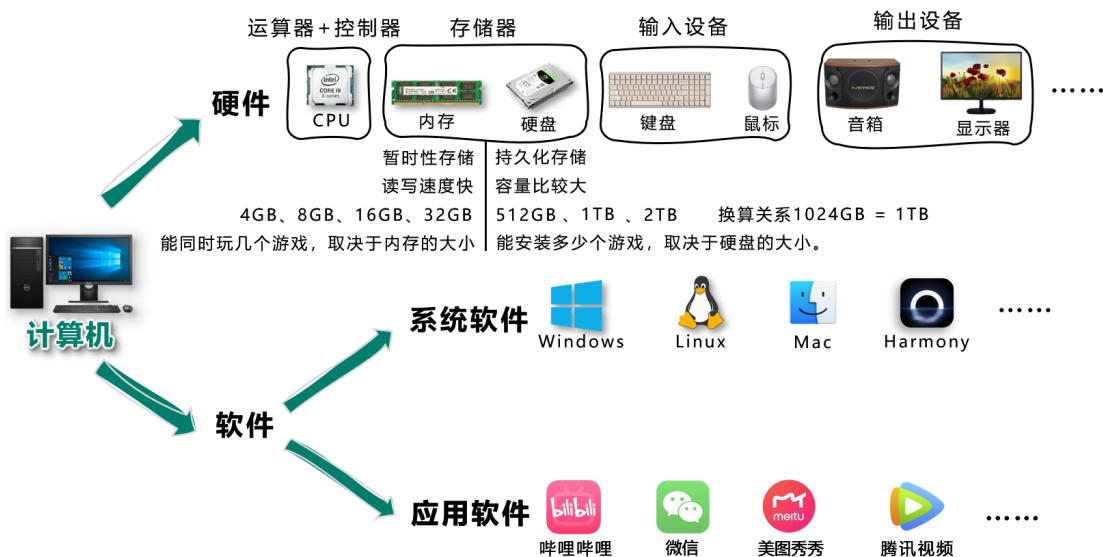 运算器+控制器
存储器
输入设备
输出设备
硬件
intel
CORE i9
X-series
CPU
内存
硬盘
键盘
鼠标
音箱
显示器
......
暂时性存储
持久化存储
读写速度快
容量比较大
4GB、8GB、16GB、32GB
512GB 、1TB 、2TB
换算关系1024GB = 1TB
能同时玩几个游戏，取决于内存的大小
能安装多少个游戏，取决于硬盘的大小。
计算机
软件
系统软件
Windows
Linux
Mac
Harmony
......
应用软件
bilibili
meitu
哔哩哔哩
微信
美图秀秀
腾讯视频
......